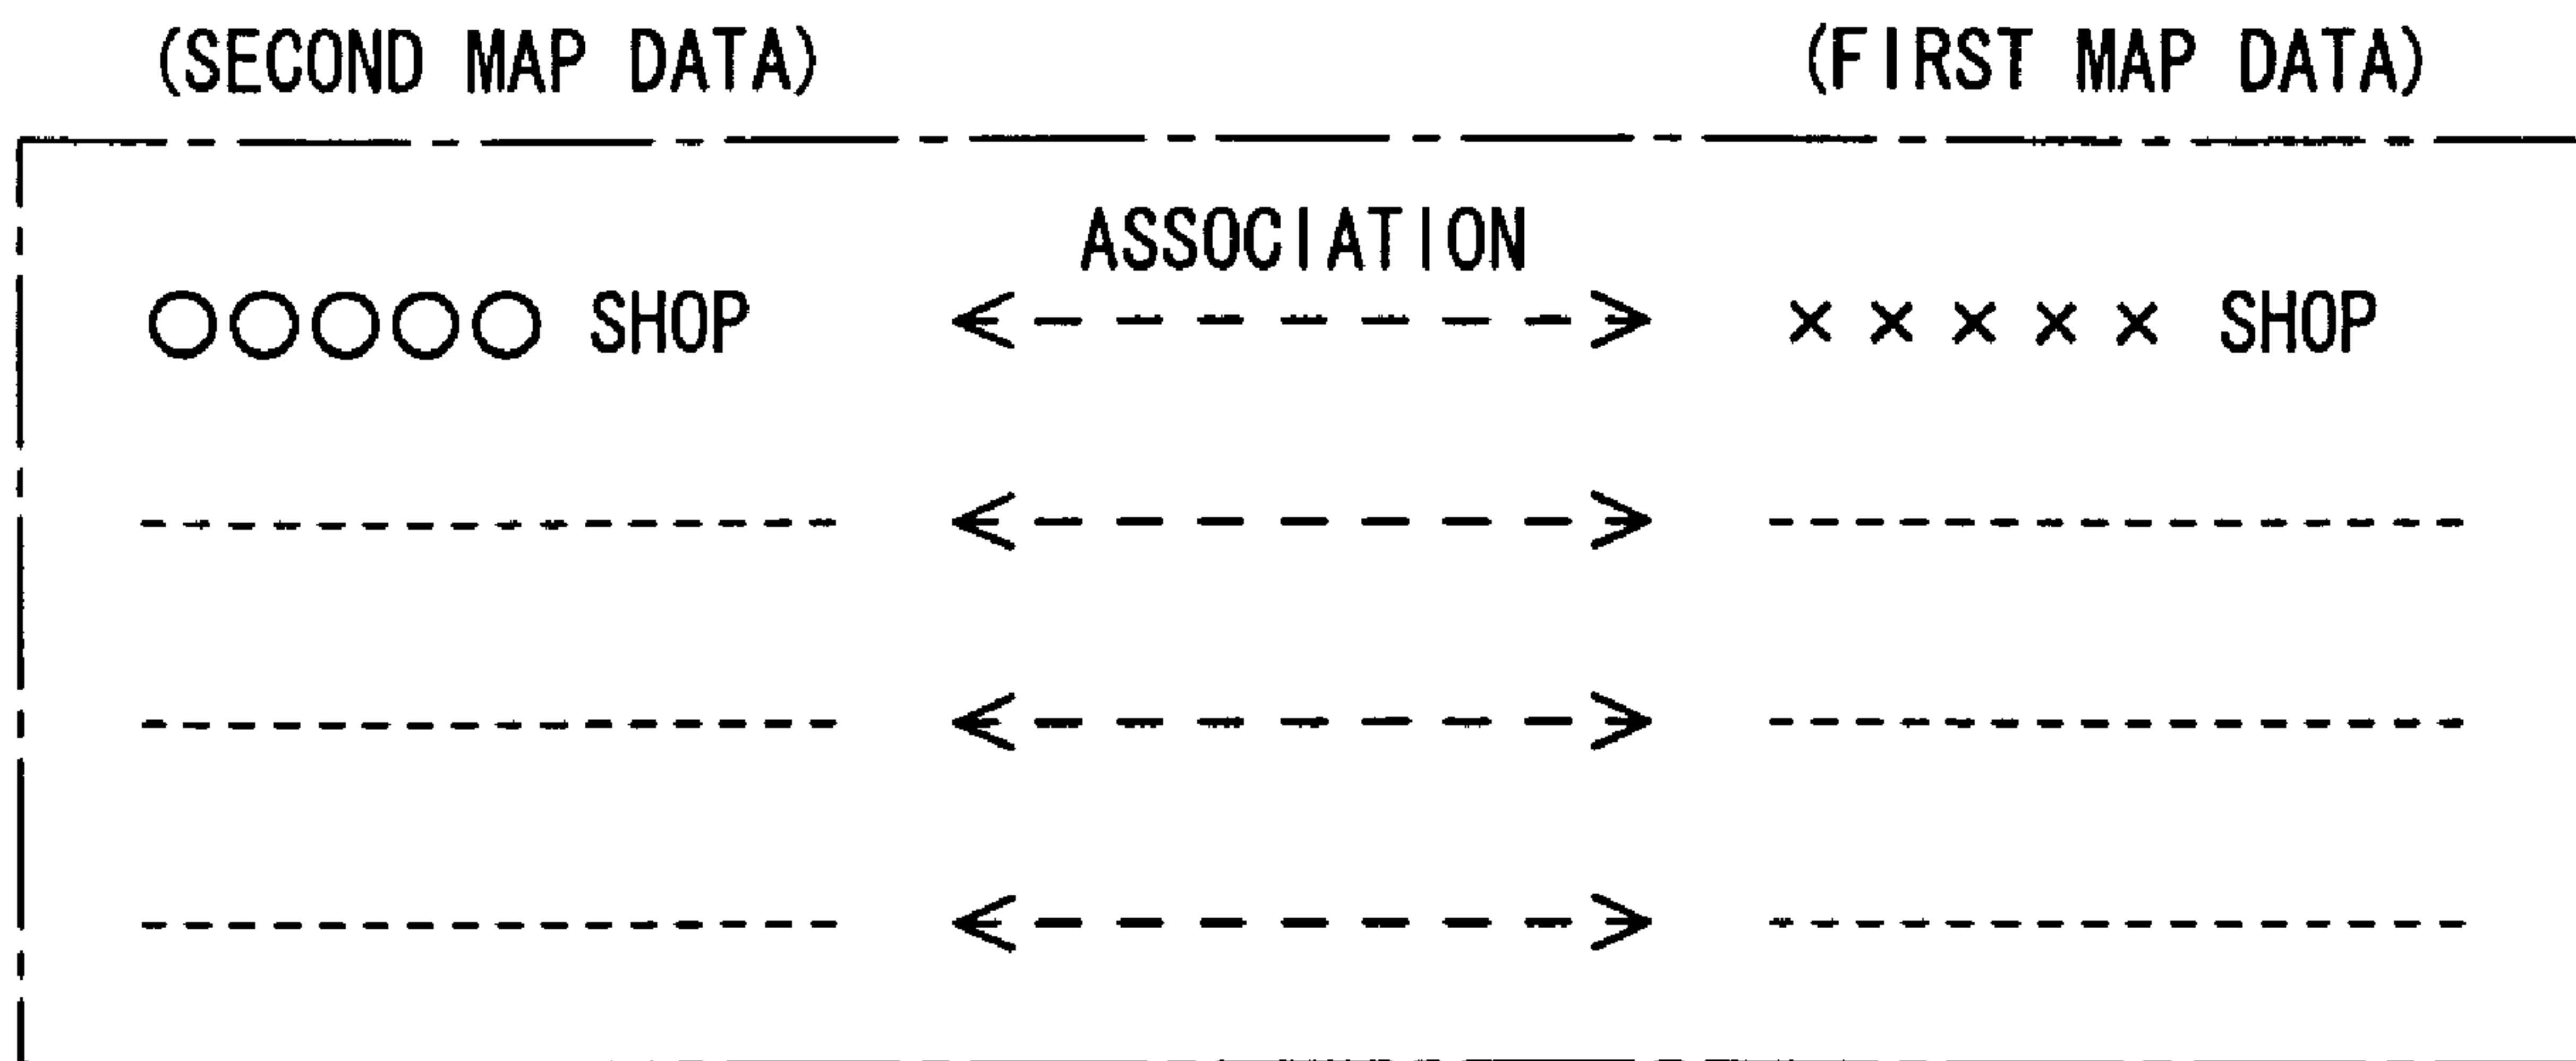 (SECOND MAP DATA) (FIRST MAP DATA)
ASSOCIATION
○○○○○ SHOP ××××× SHOP